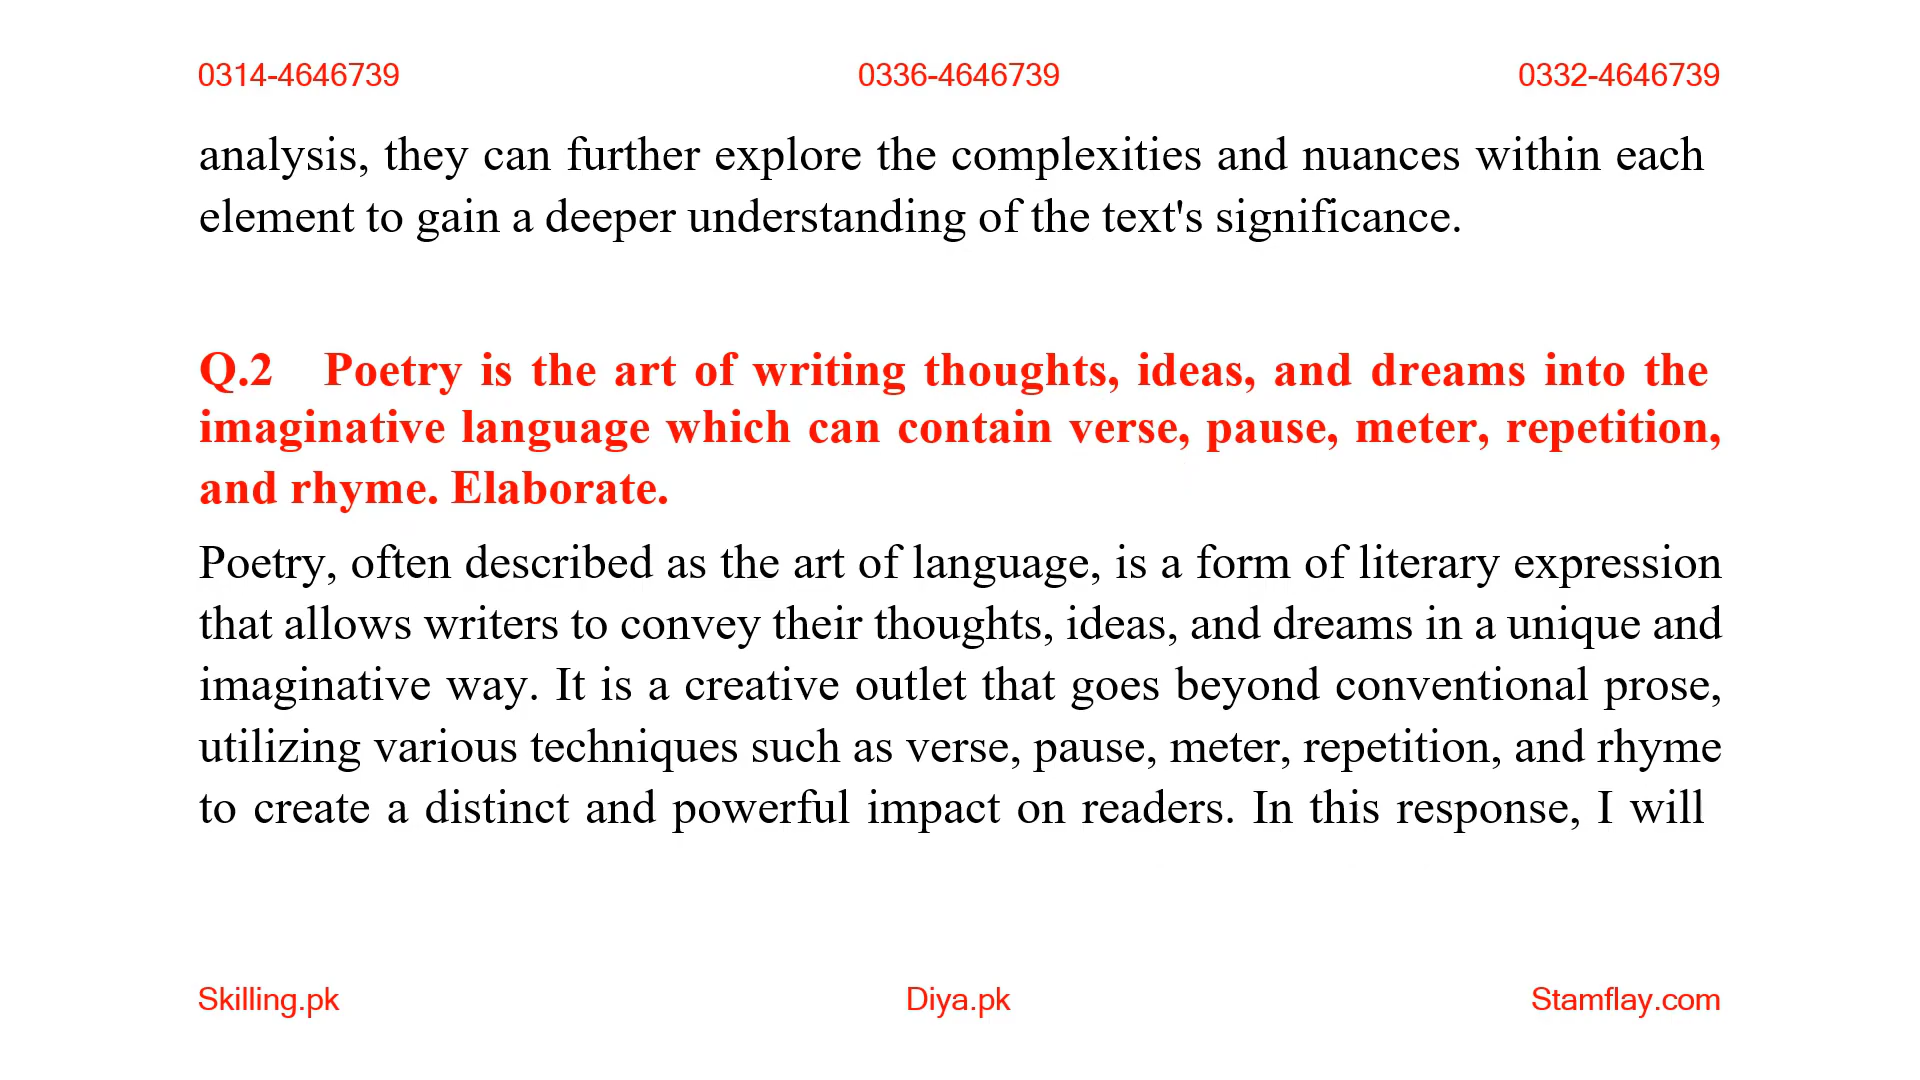 0314-4646739 0336-4646739 0332-4646739
analysis, they can further explore the complexities and nuances within each
element to gain a deeper understanding of the text's significance.
Q.2 Poetry is the art of writing thoughts, ideas, and dreams into the
imaginative language which can contain verse, pause, meter, repetition,
and rhyme. Elaborate.
Poetry, often described as the art of language, is a form of literary expression
that allows writers to convey their thoughts, ideas, and dreams in a unique and
imaginative way. It is a creative outlet that goes beyond conventional prose,
utilizing various techniques such as verse, pause, meter, repetition, and rhyme
to create a distinct and powerful impact on readers. In this response, I will
Skilling.pk Diya.pk Stamflay.com